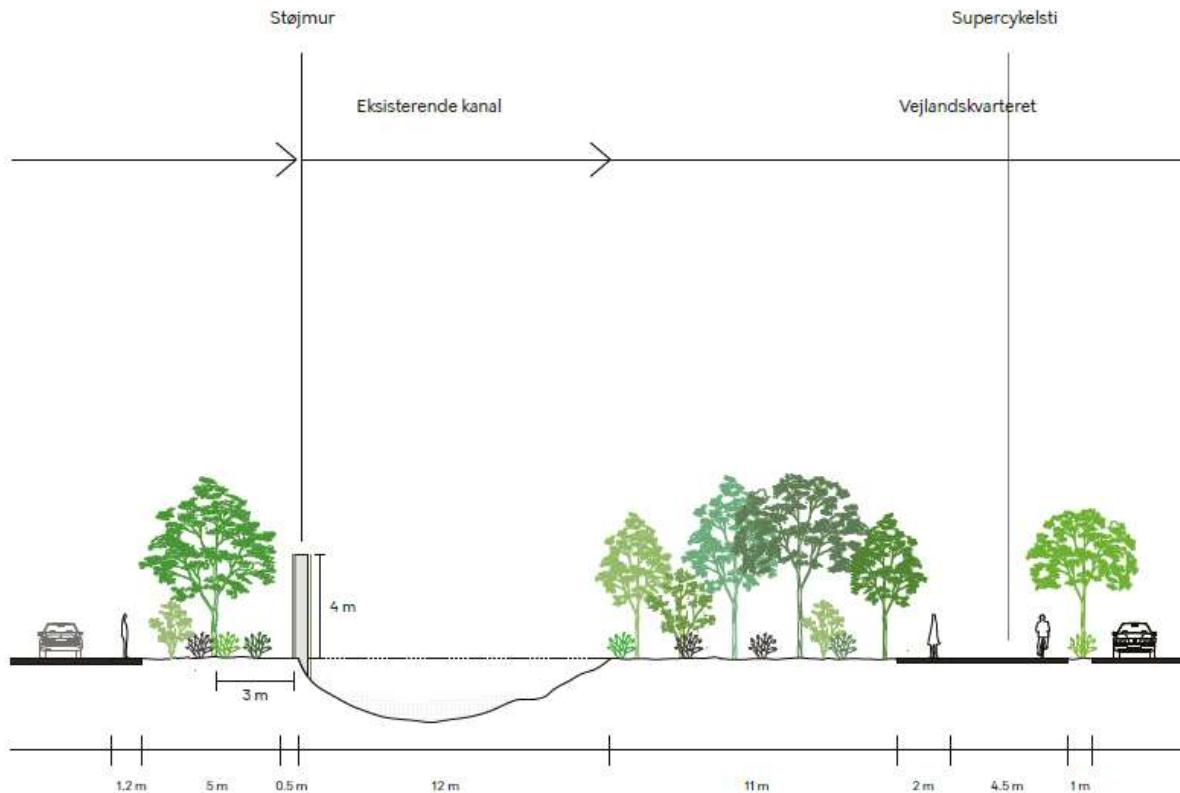 Støjmur
Supercykelsti
Eksisterende kanal
Vejlandskvarteret
4 m
3 m
1.2 m
5 m
0.5 m
12 m
11 m
2 m
4.5 m
1 m